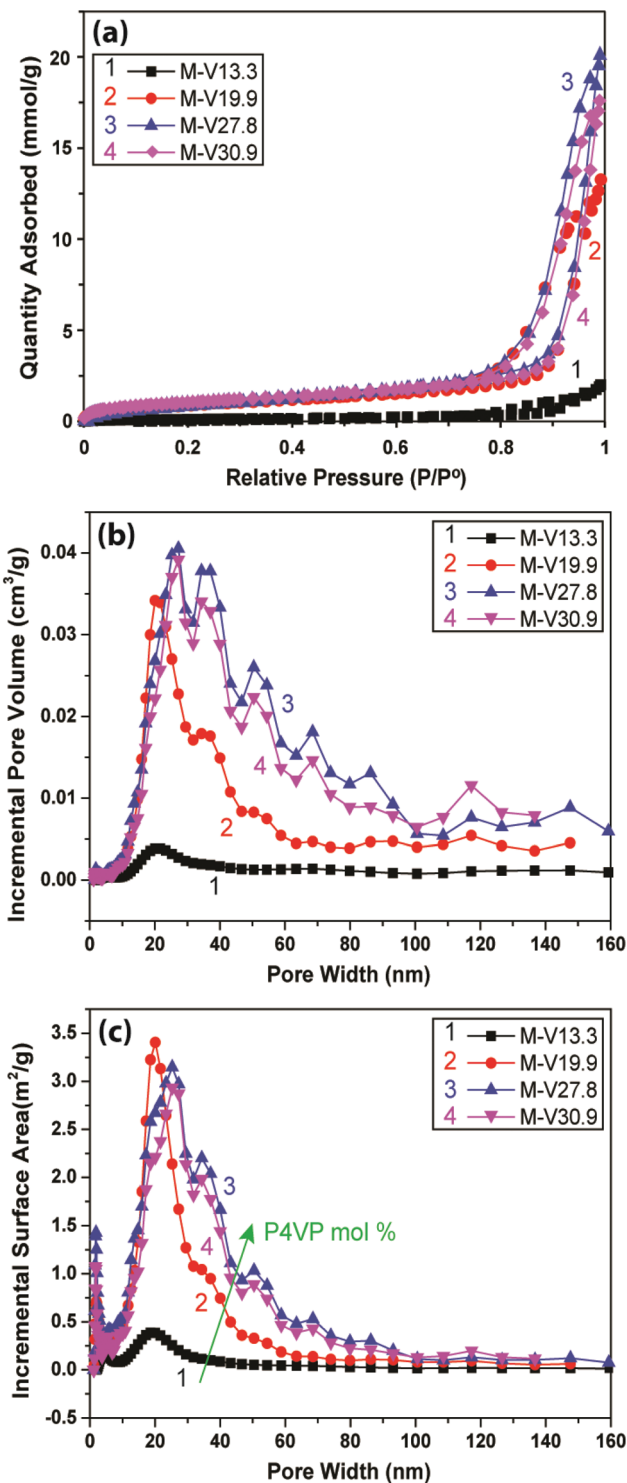 (a)
1 M-V13.3
2 M-V19.9
3 M-V27.8
4 M-V30.9
Quantity Adsorbed (mmol/g)
20
15
10
5
0
3
2
4
1
0 0.2 0.4 0.6 0.8 1
Relative Pressure (P/Pº)
(b)
1 M-V13.3
2 M-V19.9
3 M-V27.8
4 M-V30.9
Incremental Pore Volume (cm³/g)
0.04
0.03
0.02
0.01
0.00
3
4
2
1
0 20 40 60 80 100 120 140 160
Pore Width (nm)
(c)
1 M-V13.3
2 M-V19.9
3 M-V27.8
4 M-V30.9
Incremental Surface Area(m²/g)
3.5
3.0
2.5
2.0
1.5
1.0
0.5
0.0
-0.5
3
P4VP mol %
4
2
1
0 20 40 60 80 100 120 140 160
Pore Width (nm)